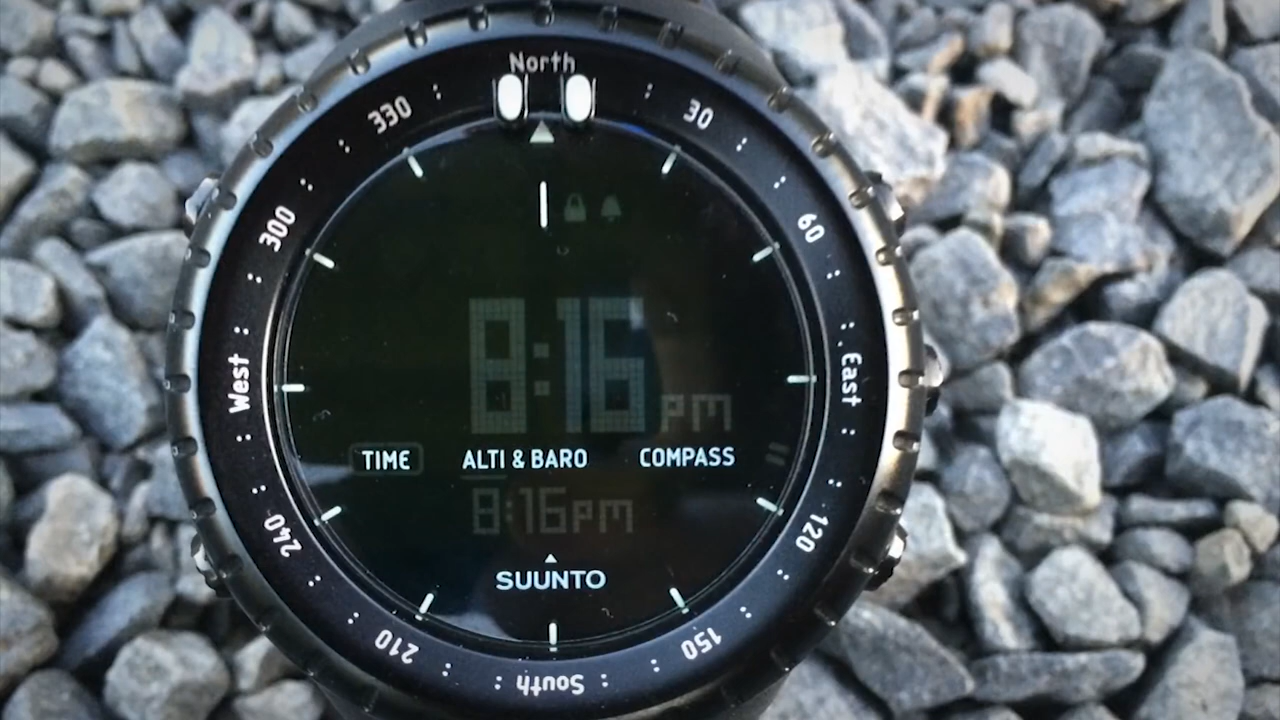 North
330
30
300
60
West
East
8:16 pm
TIME ALTI & BARO COMPASS
8:16pm
240
120
SUUNTO
210
150
South